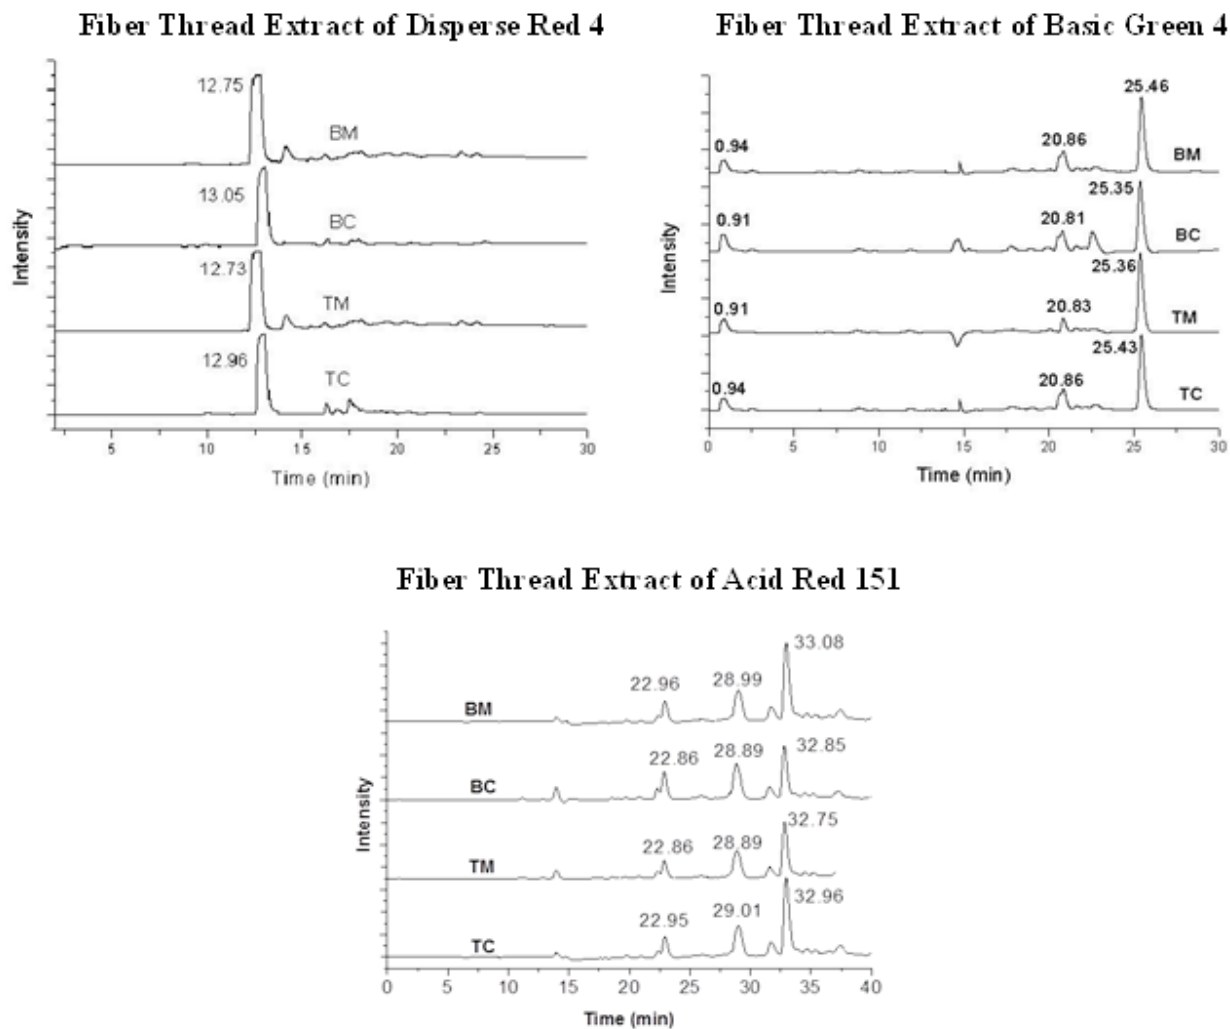 Fiber Thread Extract of Disperse Red 4
12.75
BM
13.05
BC
12.73
TM
12.96
TC
Intensity
5 10 15 20 25 30
Time (min)
Fiber Thread Extract of Basic Green 4
0.94 20.86 25.46
BM
0.91 20.81 25.35
BC
0.91 20.83 25.36
TM
0.94 20.86 25.43
TC
Intensity
0 5 10 15 20 25 30
Time (min)
Fiber Thread Extract of Acid Red 151
BM 22.96 28.99 33.08
BC 22.86 28.89 32.85
TM 22.86 28.89 32.75
TC 22.95 29.01 32.96
Intensity
0 5 10 15 20 25 30 35 40
Time (min)